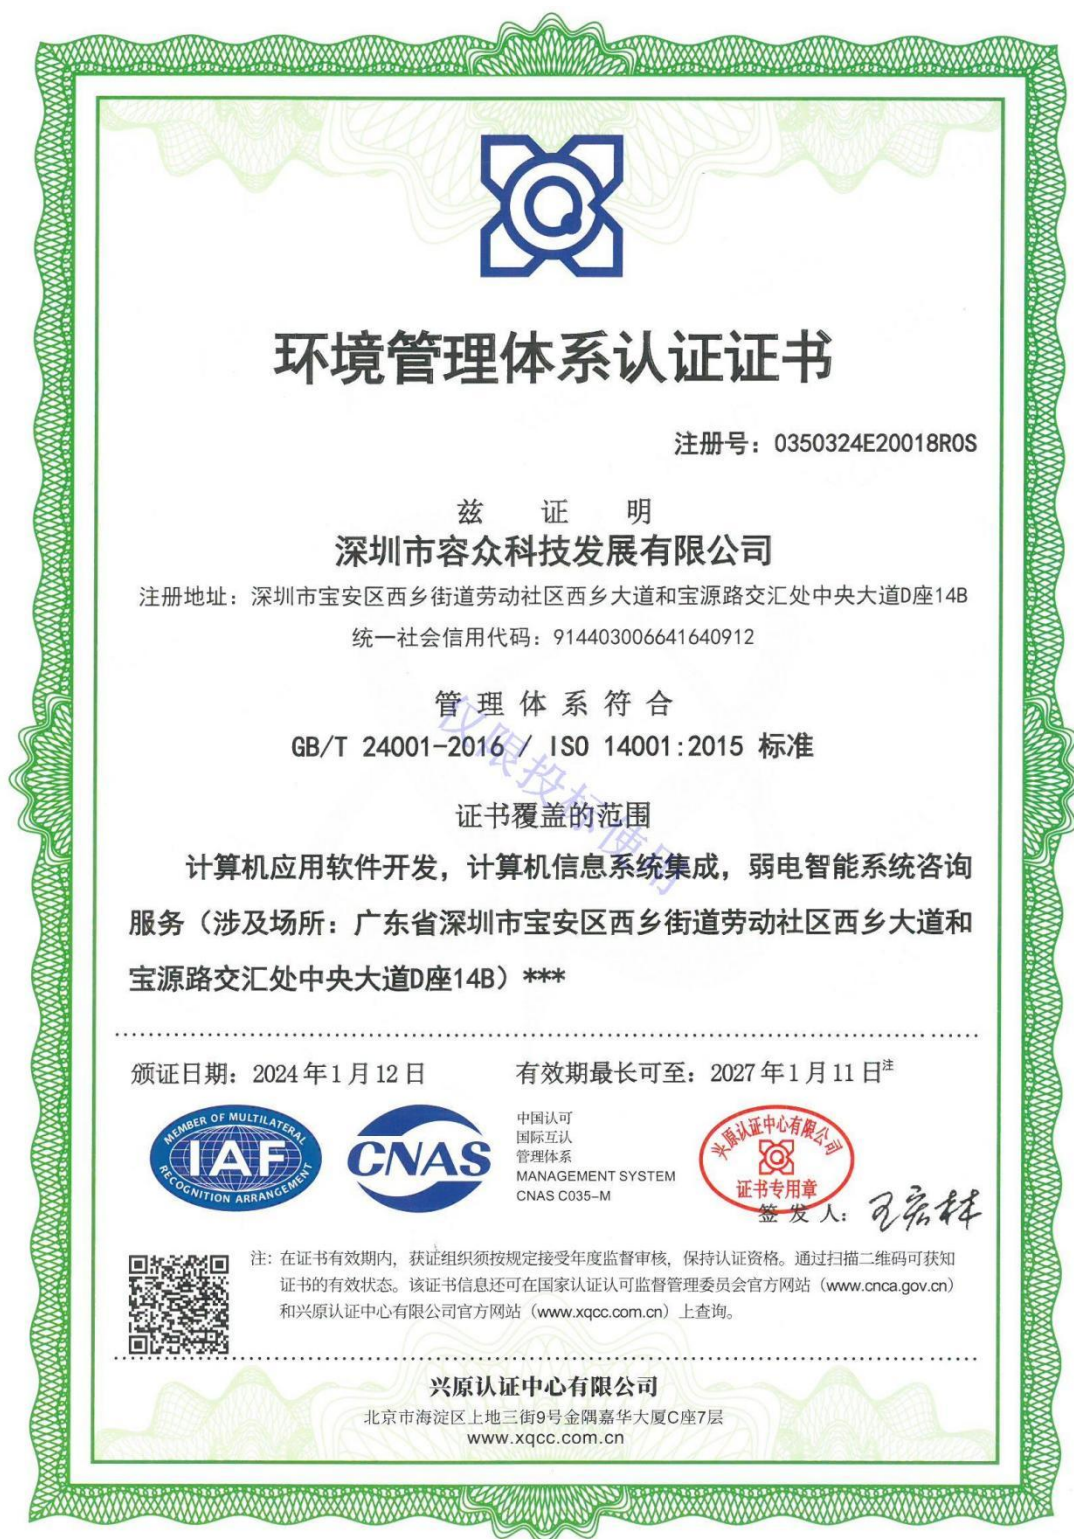 环境管理体系认证证书
注册号：0350324E20018R0S
兹 证 明
深圳市容众科技发展有限公司
注册地址：深圳市宝安区西乡街道劳动社区西乡大道和宝源路交汇处中央大道D座14B
统一社会信用代码：914403006641640912
管理体系符合
GB/T 24001-2016 / ISO 14001:2015 标准
仅限投标使用
证书覆盖的范围
计算机应用软件开发，计算机信息系统集成，弱电智能系统咨询
服务（涉及场所：广东省深圳市宝安区西乡街道劳动社区西乡大道和
宝源路交汇处中央大道D座14B）***
颁证日期：2024年1月12日 有效期最长可至：2027年1月11日注
MEMBER OF MULTILATERAL
IAF
RECOGNITION ARRANGEMENT
CNAS
中国认可
国际互认
管理体系
MANAGEMENT SYSTEM
CNAS C035-M
兴原认证中心有限公司
证书专用章
签发人：王宏林
注：在证书有效期内，获证组织须按规定接受年度监督审核，保持认证资格。通过扫描二维码可获知
证书的有效状态。该证书信息还可在国家认证认可监督管理委员会官方网站（www.cnca.gov.cn）
和兴原认证中心有限公司官方网站（www.xqcc.com.cn）上查询。
兴原认证中心有限公司
北京市海淀区上地三街9号金隅嘉华大厦C座7层
www.xqcc.com.cn